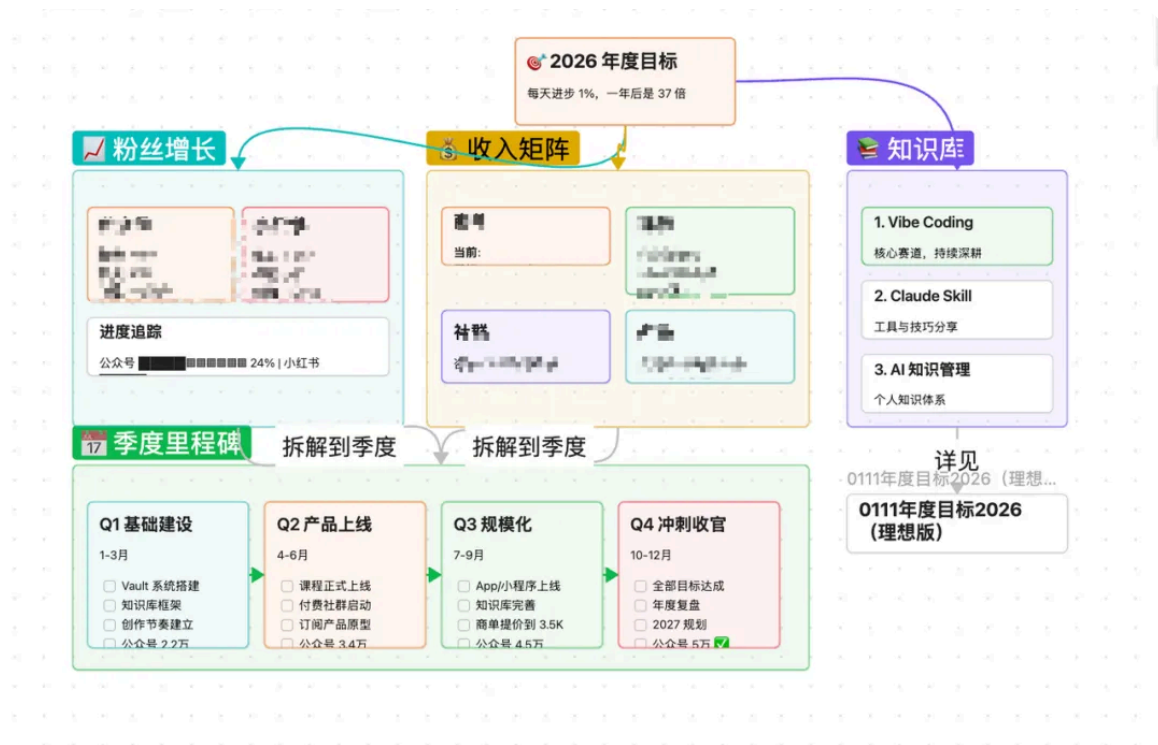 🎯 2026 年度目标
每天进步 1%，一年后是 37 倍
📈 粉丝增长
💰 收入矩阵
📚 知识库
进度追踪
公众号 24% | 小红书
当前:
社群
1. Vibe Coding
核心赛道，持续深耕
2. Claude Skill
工具与技巧分享
3. AI 知识管理
个人知识体系
详见
0111年度目标2026（理想...
0111年度目标2026
（理想版）
📅 季度里程碑
拆解到季度
拆解到季度
Q1 基础建设
1-3月
Vault 系统搭建
知识库框架
创作节奏建立
公众号 2.2万
Q2 产品上线
4-6月
课程正式上线
付费社群启动
订阅产品原型
公众号 3.4万
Q3 规模化
7-9月
App/小程序上线
知识库完善
商单提价到 3.5K
公众号 4.5万
Q4 冲刺收官
10-12月
全部目标达成
年度复盘
2027 规划
公众号 5万 ✅